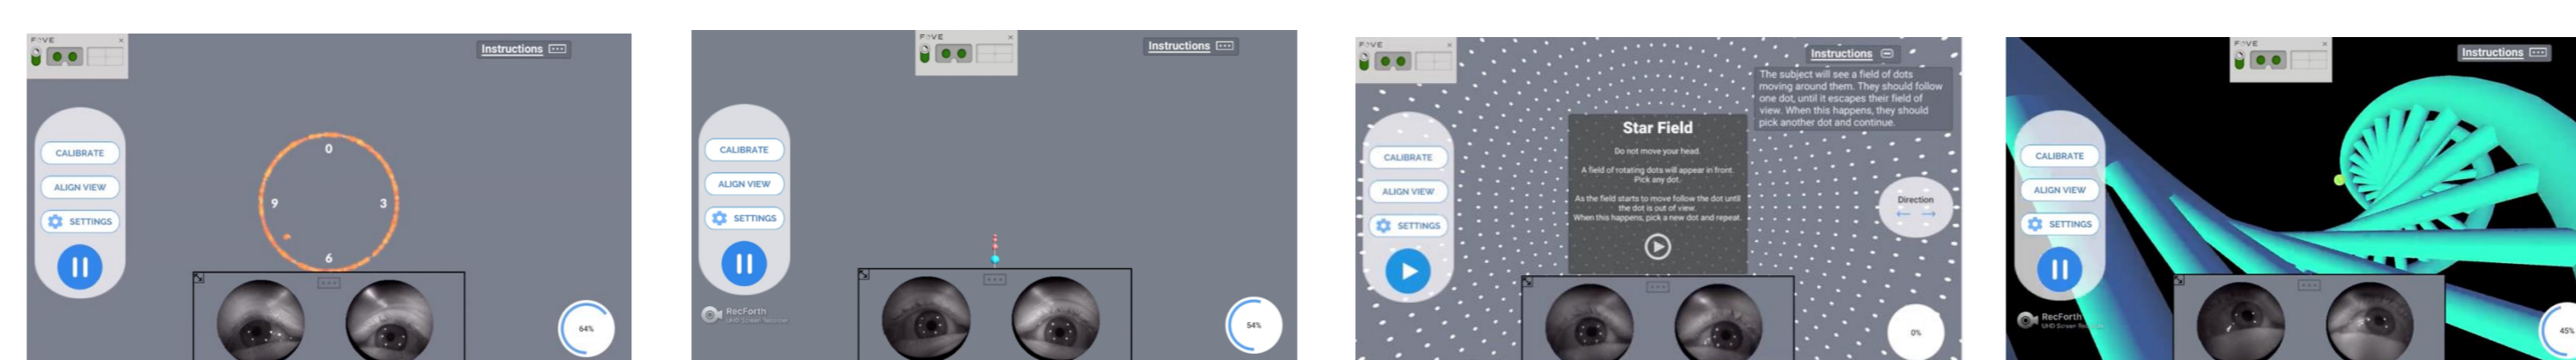 FOVE
Instructions
CALIBRATE
ALIGN VIEW
SETTINGS
0
9
3
6
64%
FOVE
Instructions
CALIBRATE
ALIGN VIEW
SETTINGS
RecForth
UHD Screen Recorder
54%
FOVE
Instructions
The subject will see a field of dots
moving around them. They should follow
one dot, until it escapes their field of
view. When this happens, they should
pick another dot and continue.
CALIBRATE
ALIGN VIEW
SETTINGS
Star Field
Do not move your head.
A field of rotating dots will appear in front.
Pick any dot.
As the field starts to move follow the dot until
the dot is out of view.
When this happens, pick a new dot and repeat.
Direction
0%
FOVE
Instructions
CALIBRATE
ALIGN VIEW
SETTINGS
RecForth
UHD Screen
45%